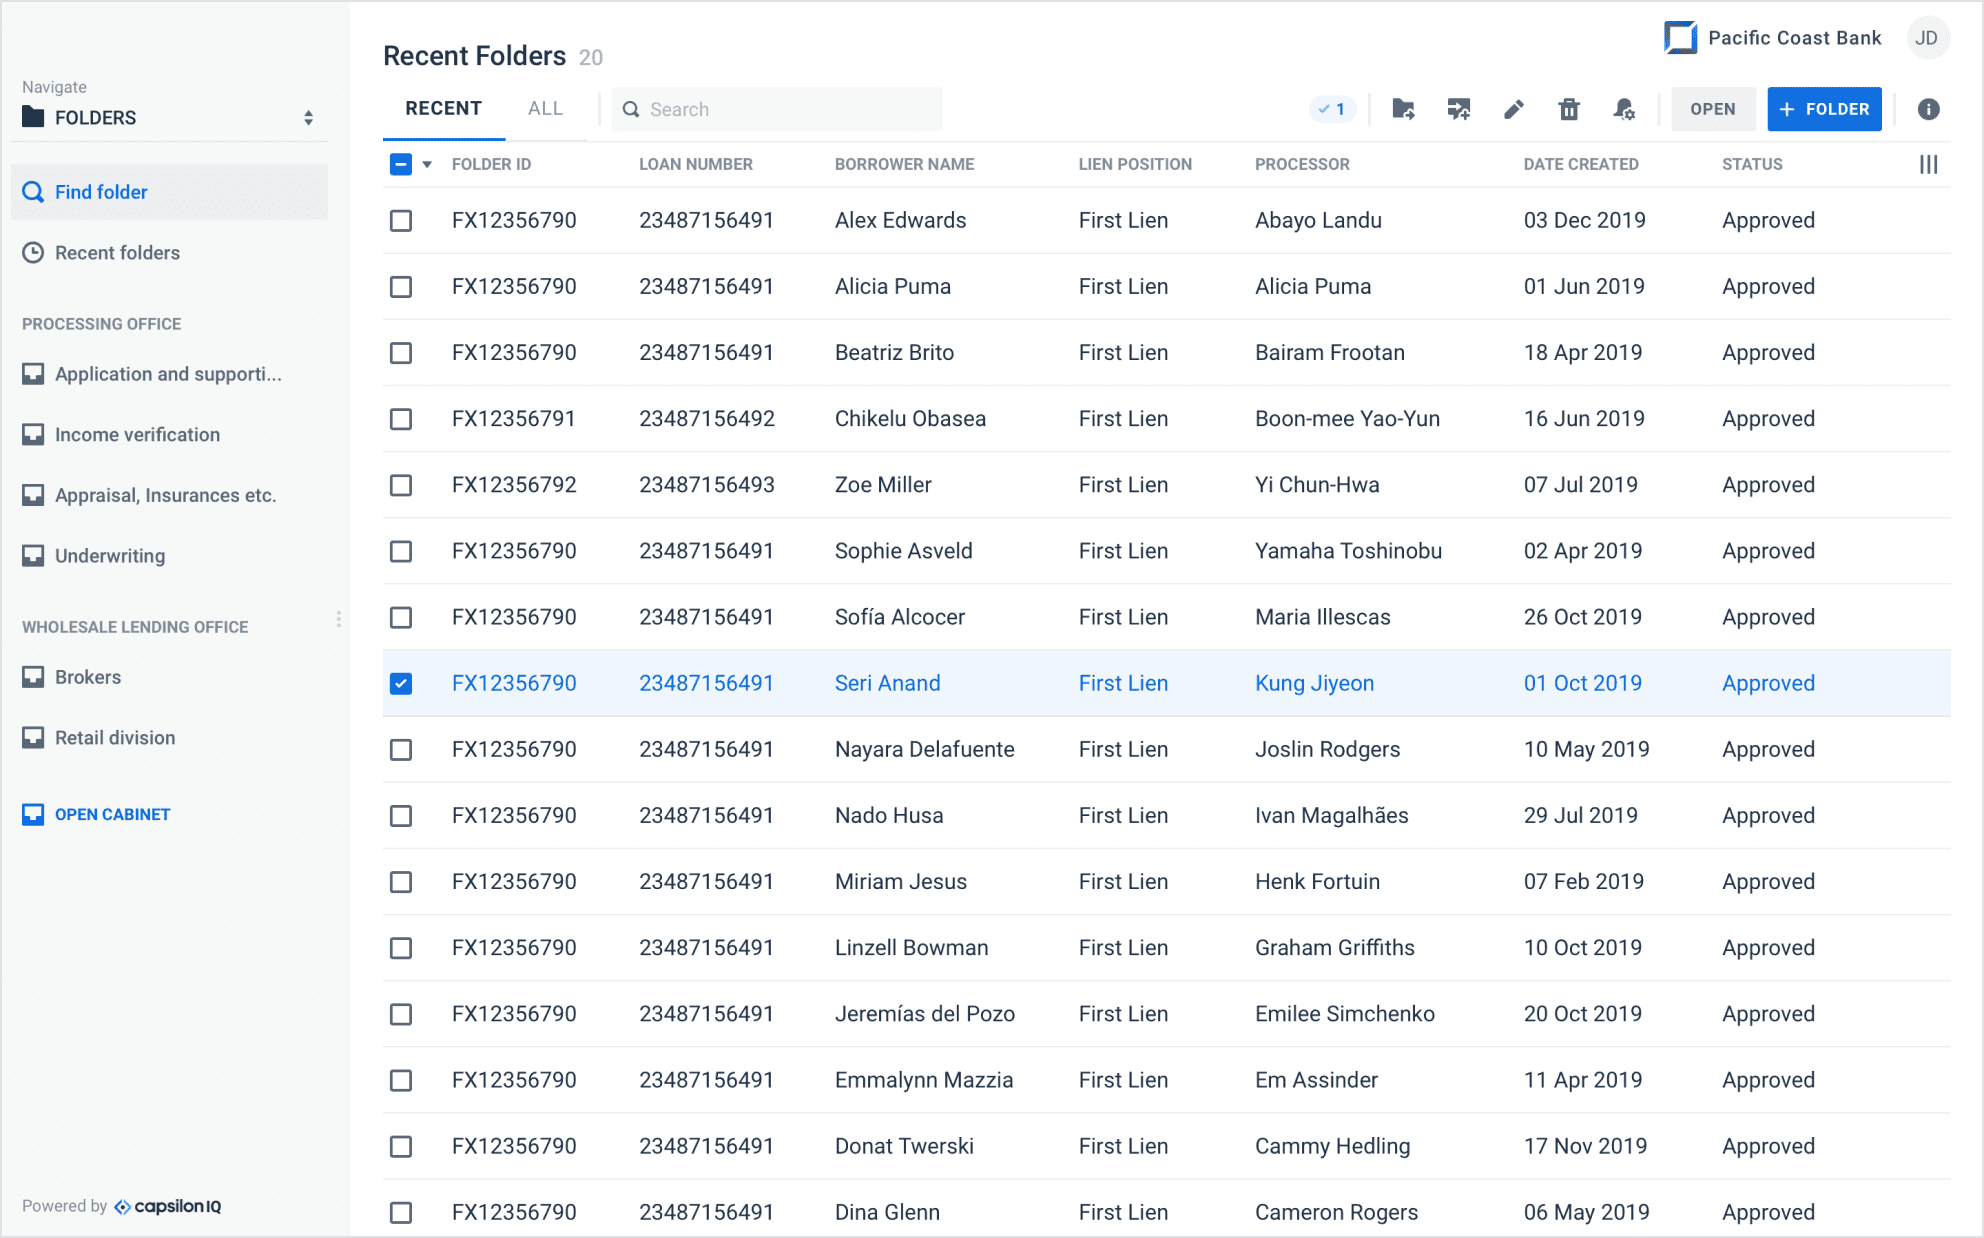 Pacific Coast Bank
JD
Recent Folders 20
Navigate
FOLDERS
RECENT ALL Search 1 OPEN + FOLDER
FOLDER ID LOAN NUMBER BORROWER NAME LIEN POSITION PROCESSOR DATE CREATED STATUS
Find folder
Recent folders
PROCESSING OFFICE
Application and supporti...
Income verification
Appraisal, Insurances etc.
Underwriting
WHOLESALE LENDING OFFICE
Brokers
Retail division
OPEN CABINET
Powered by capsilonIQ
FX12356790 23487156491 Alex Edwards First Lien Abayo Landu 03 Dec 2019 Approved
FX12356790 23487156491 Alicia Puma First Lien Alicia Puma 01 Jun 2019 Approved
FX12356790 23487156491 Beatriz Brito First Lien Bairam Frootan 18 Apr 2019 Approved
FX12356791 23487156492 Chikelu Obasea First Lien Boon-mee Yao-Yun 16 Jun 2019 Approved
FX12356792 23487156493 Zoe Miller First Lien Yi Chun-Hwa 07 Jul 2019 Approved
FX12356790 23487156491 Sophie Asveld First Lien Yamaha Toshinobu 02 Apr 2019 Approved
FX12356790 23487156491 Sofía Alcocer First Lien Maria Illescas 26 Oct 2019 Approved
FX12356790 23487156491 Seri Anand First Lien Kung Jiyeon 01 Oct 2019 Approved
FX12356790 23487156491 Nayara Delafuente First Lien Joslin Rodgers 10 May 2019 Approved
FX12356790 23487156491 Nado Husa First Lien Ivan Magalhães 29 Jul 2019 Approved
FX12356790 23487156491 Miriam Jesus First Lien Henk Fortuin 07 Feb 2019 Approved
FX12356790 23487156491 Linzell Bowman First Lien Graham Griffiths 10 Oct 2019 Approved
FX12356790 23487156491 Jeremías del Pozo First Lien Emilee Simchenko 20 Oct 2019 Approved
FX12356790 23487156491 Emmalynn Mazzia First Lien Em Assinder 11 Apr 2019 Approved
FX12356790 23487156491 Donat Twerski First Lien Cammy Hedling 17 Nov 2019 Approved
FX12356790 23487156491 Dina Glenn First Lien Cameron Rogers 06 May 2019 Approved